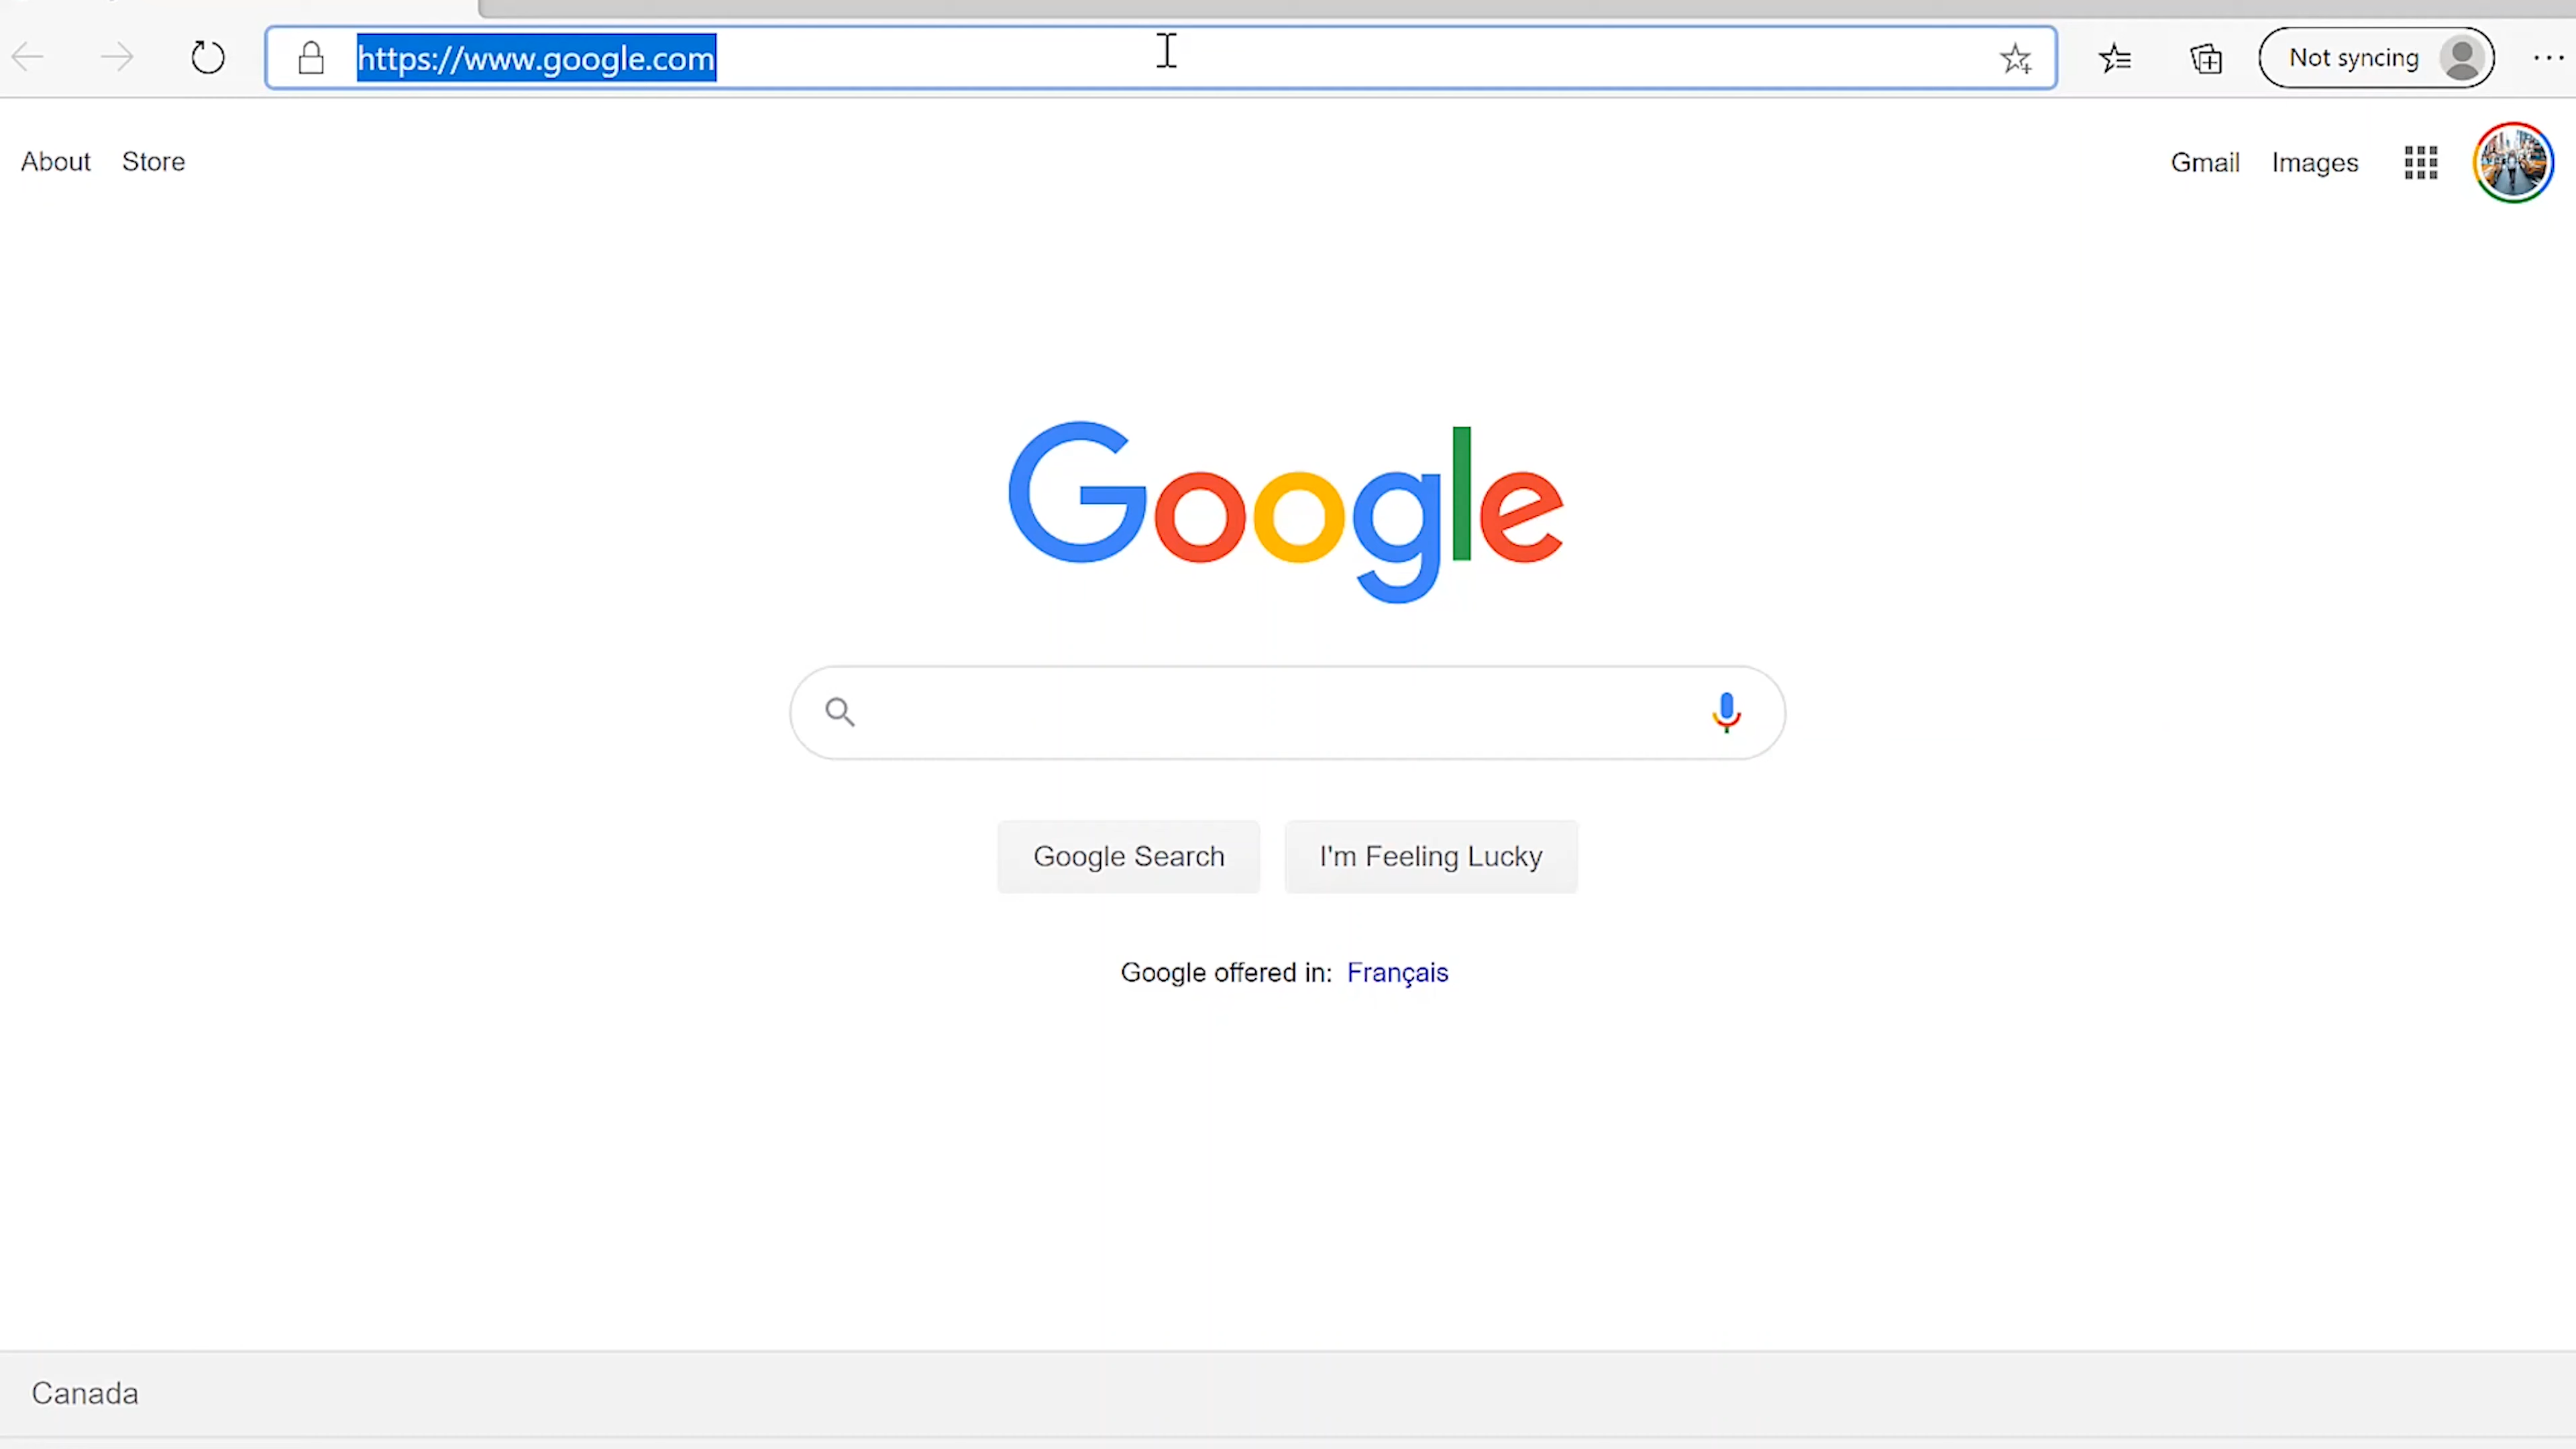 https://www.google.com
Not syncing
About Store
Gmail Images
Google
Google Search I'm Feeling Lucky
Google offered in: Français
Canada